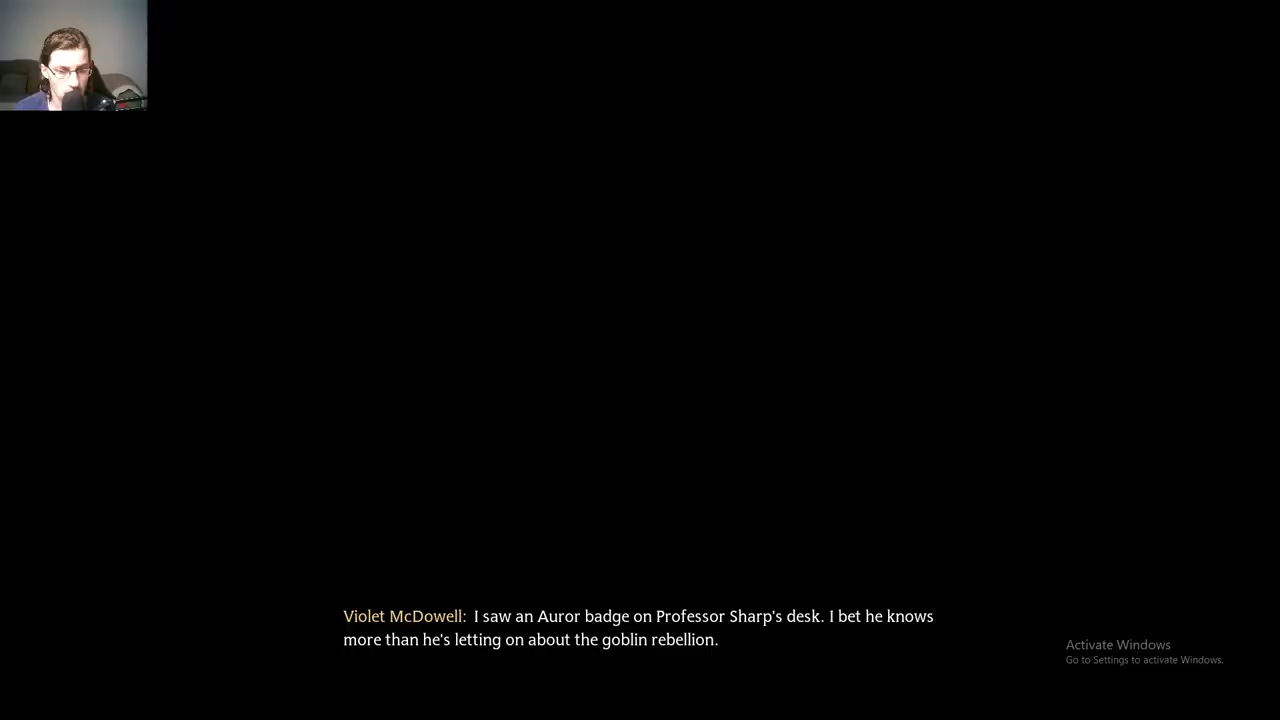 Violet McDowell: I saw an Auror badge on Professor Sharp's desk. I bet he knows
more than he's letting on about the goblin rebellion.
Activate Windows
Go to Settings to activate Windows.